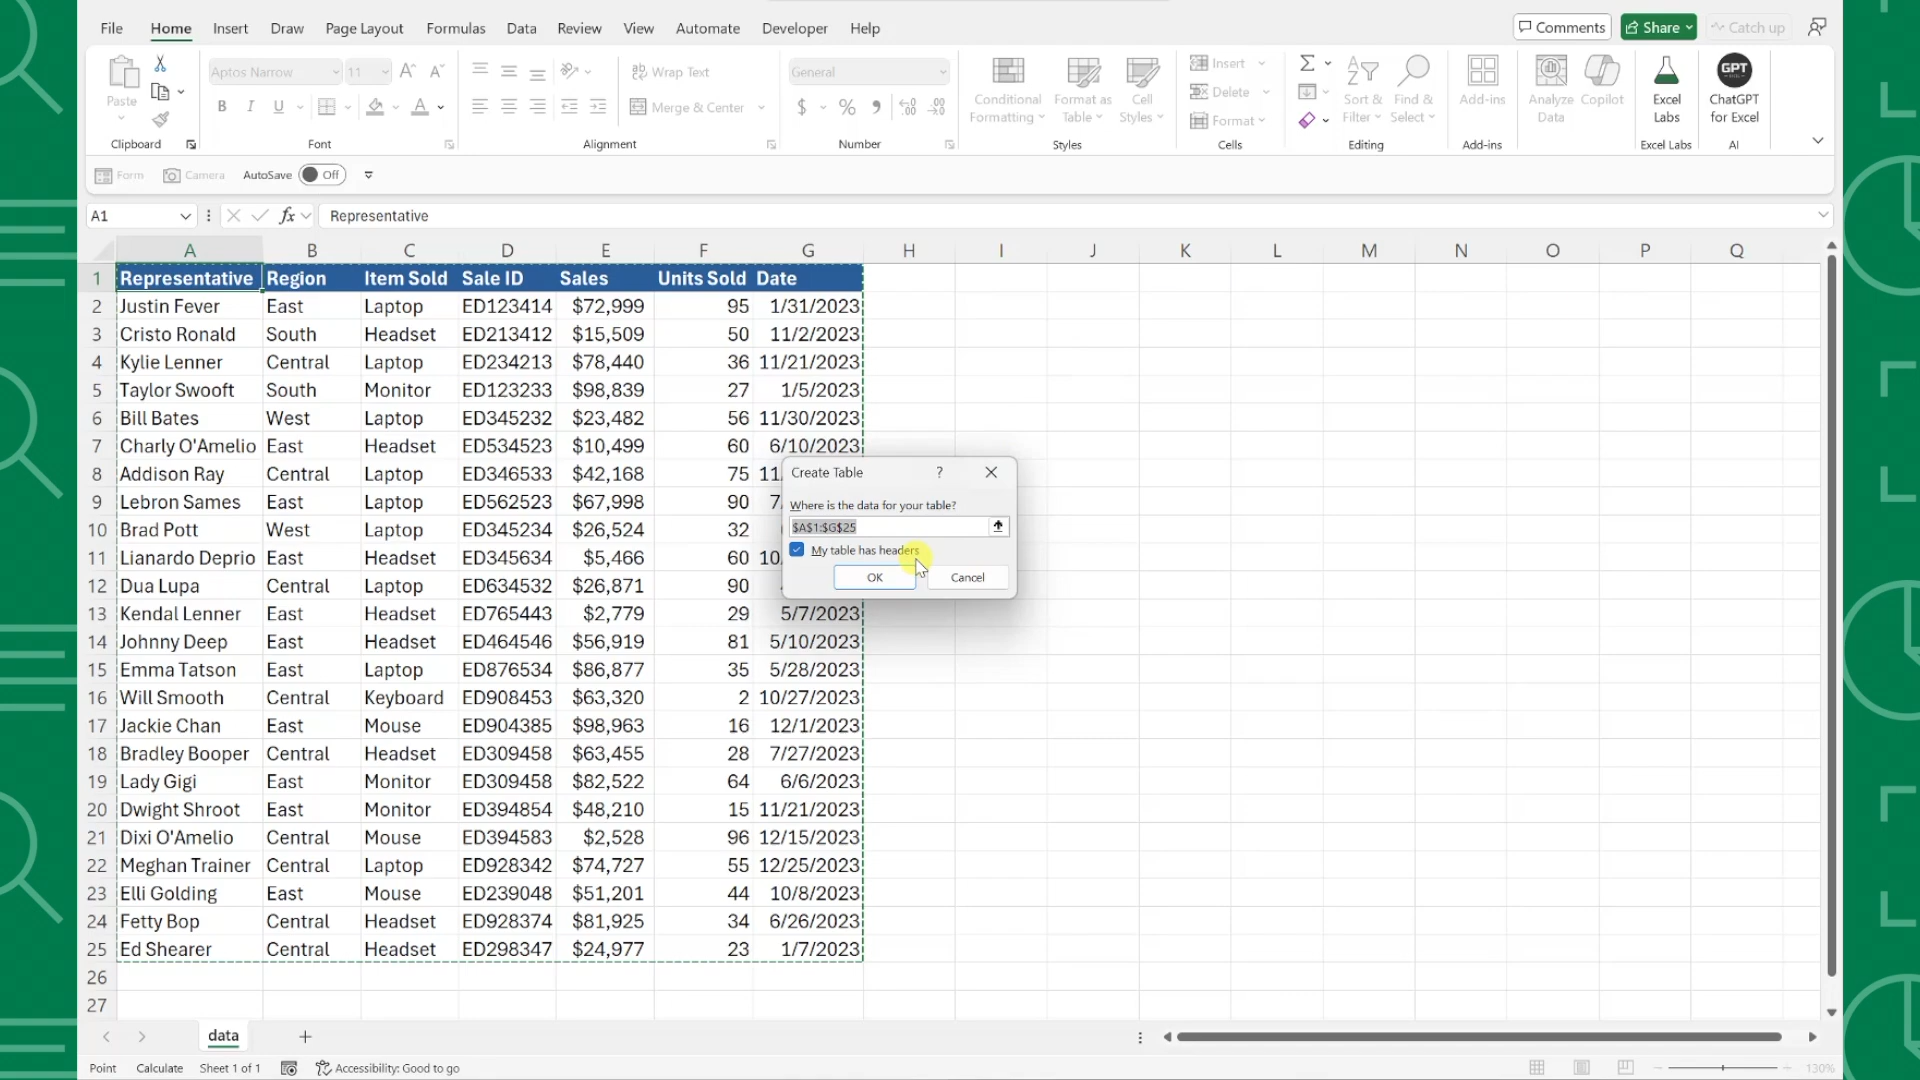 File Home Insert Draw Page Layout Formulas Data Review View Automate Developer Help Comments Share Catch up
Paste
Clipboard
Aptos Narrow 11 A A
B I U A
Font
ab Wrap Text
Merge & Center
Alignment
General
$ % , .00 .00
Number
Conditional Formatting
Format as Table
Cell Styles
Styles
Insert
Delete
Format
Cells
Sort & Filter
Find & Select
Editing
Add-ins
Add-ins
Analyze Data
Copilot
Excel Labs
Excel Labs
GPT
ChatGPT for Excel
AI
Form Camera AutoSave Off
A1 fx Representative
A B C D E F G H I J K L M N O P Q
1 Representative Region Item Sold Sale ID Sales Units Sold Date
2 Justin Fever East Laptop ED123414 $72,999 95 1/31/2023
3 Cristo Ronald South Headset ED213412 $15,509 50 11/2/2023
4 Kylie Lenner Central Laptop ED234213 $78,440 36 11/21/2023
5 Taylor Swooft South Monitor ED123233 $98,839 27 1/5/2023
6 Bill Bates West Laptop ED345232 $23,482 56 11/30/2023
7 Charly O'Amelio East Headset ED534523 $10,499 60 6/10/2023
8 Addison Ray Central Laptop ED346533 $42,168 75 11
9 Lebron Sames East Laptop ED562523 $67,998 90 7
10 Brad Pott West Laptop ED345234 $26,524 32
11 Lianardo Deprio East Headset ED345634 $5,466 60 10
12 Dua Lupa Central Laptop ED634532 $26,871 90
13 Kendal Lenner East Headset ED765443 $2,779 29 5/7/2023
14 Johnny Deep East Headset ED464546 $56,919 81 5/10/2023
15 Emma Tatson East Laptop ED876534 $86,877 35 5/28/2023
16 Will Smooth Central Keyboard ED908453 $63,320 2 10/27/2023
17 Jackie Chan East Mouse ED904385 $98,963 16 12/1/2023
18 Bradley Booper Central Headset ED309458 $63,455 28 7/27/2023
19 Lady Gigi East Monitor ED309458 $82,522 64 6/6/2023
20 Dwight Shroot East Monitor ED394854 $48,210 15 11/21/2023
21 Dixi O'Amelio Central Mouse ED394583 $2,528 96 12/15/2023
22 Meghan Trainer Central Laptop ED928342 $74,727 55 12/25/2023
23 Elli Golding East Mouse ED239048 $51,201 44 10/8/2023
24 Fetty Bop Central Headset ED928374 $81,925 34 6/26/2023
25 Ed Shearer Central Headset ED298347 $24,977 23 1/7/2023
26
27
Create Table ?
Where is the data for your table?
$A$1:$G$25
My table has headers
OK Cancel
data
Point Calculate Sheet 1 of 1 Accessibility: Good to go 130%